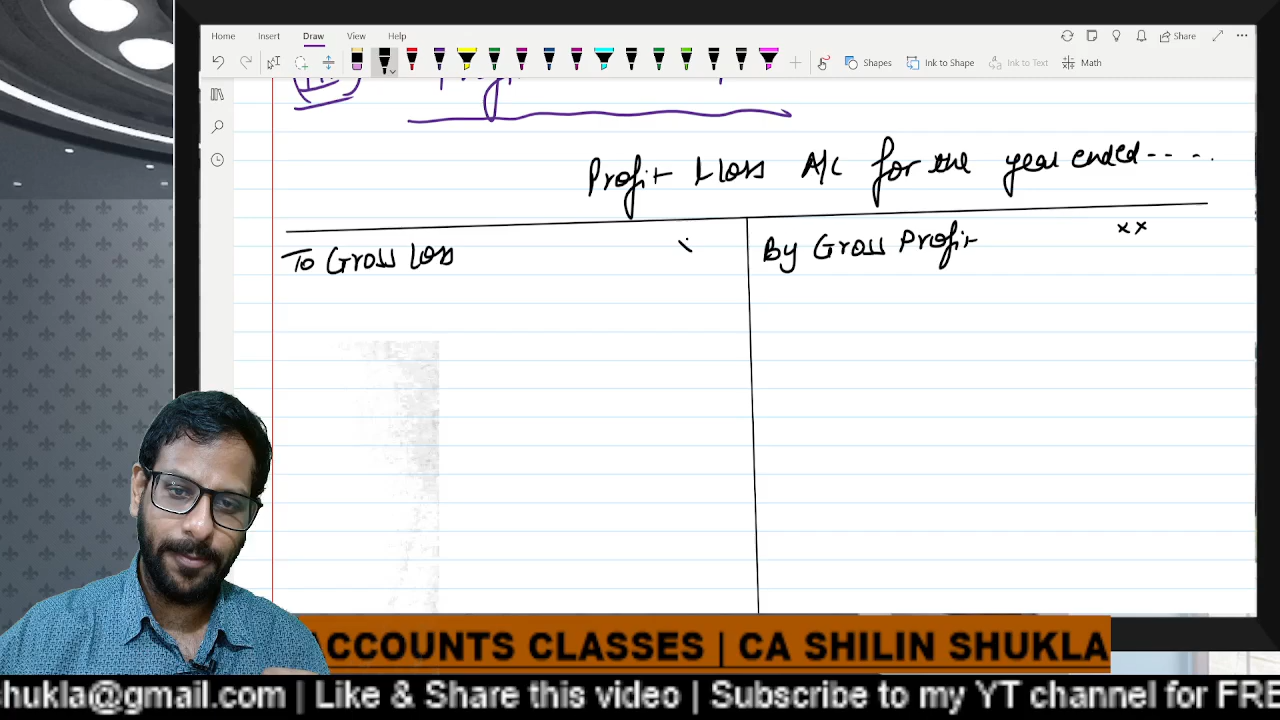 Home Insert Draw View Help Share
Shapes Ink to Shape Ink to Text Math
Profit & Loss A/c for the year ended-- --
To Gross Loss By Gross Profit xx
ACCOUNTS CLASSES | CA SHILIN SHUKLA
shukla@gmail.com | Like & Share this video | Subscribe to my YT channel for FRE